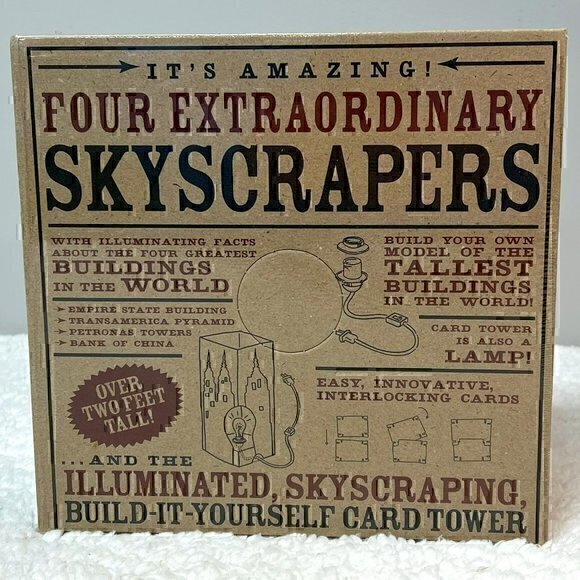 IT'S AMAZING!
FOUR EXTRAORDINARY
SKYSCRAPERS
WITH ILLUMINATING FACTS
ABOUT THE FOUR GREATEST
BUILDINGS
IN THE WORLD
➤ EMPIRE STATE BUILDING
➤ TRANSAMERICA PYRAMID
➤ PETRONAS TOWERS
➤ BANK OF CHINA
BUILD YOUR OWN
MODEL OF THE
TALLEST
BUILDINGS
IN THE WORLD!
CARD TOWER
IS ALSO A
LAMP!
OVER
TWO FEET
TALL!
EASY, INNOVATIVE,
INTERLOCKING CARDS
...AND THE
ILLUMINATED, SKYSCRAPING,
BUILD-IT-YOURSELF CARD TOWER